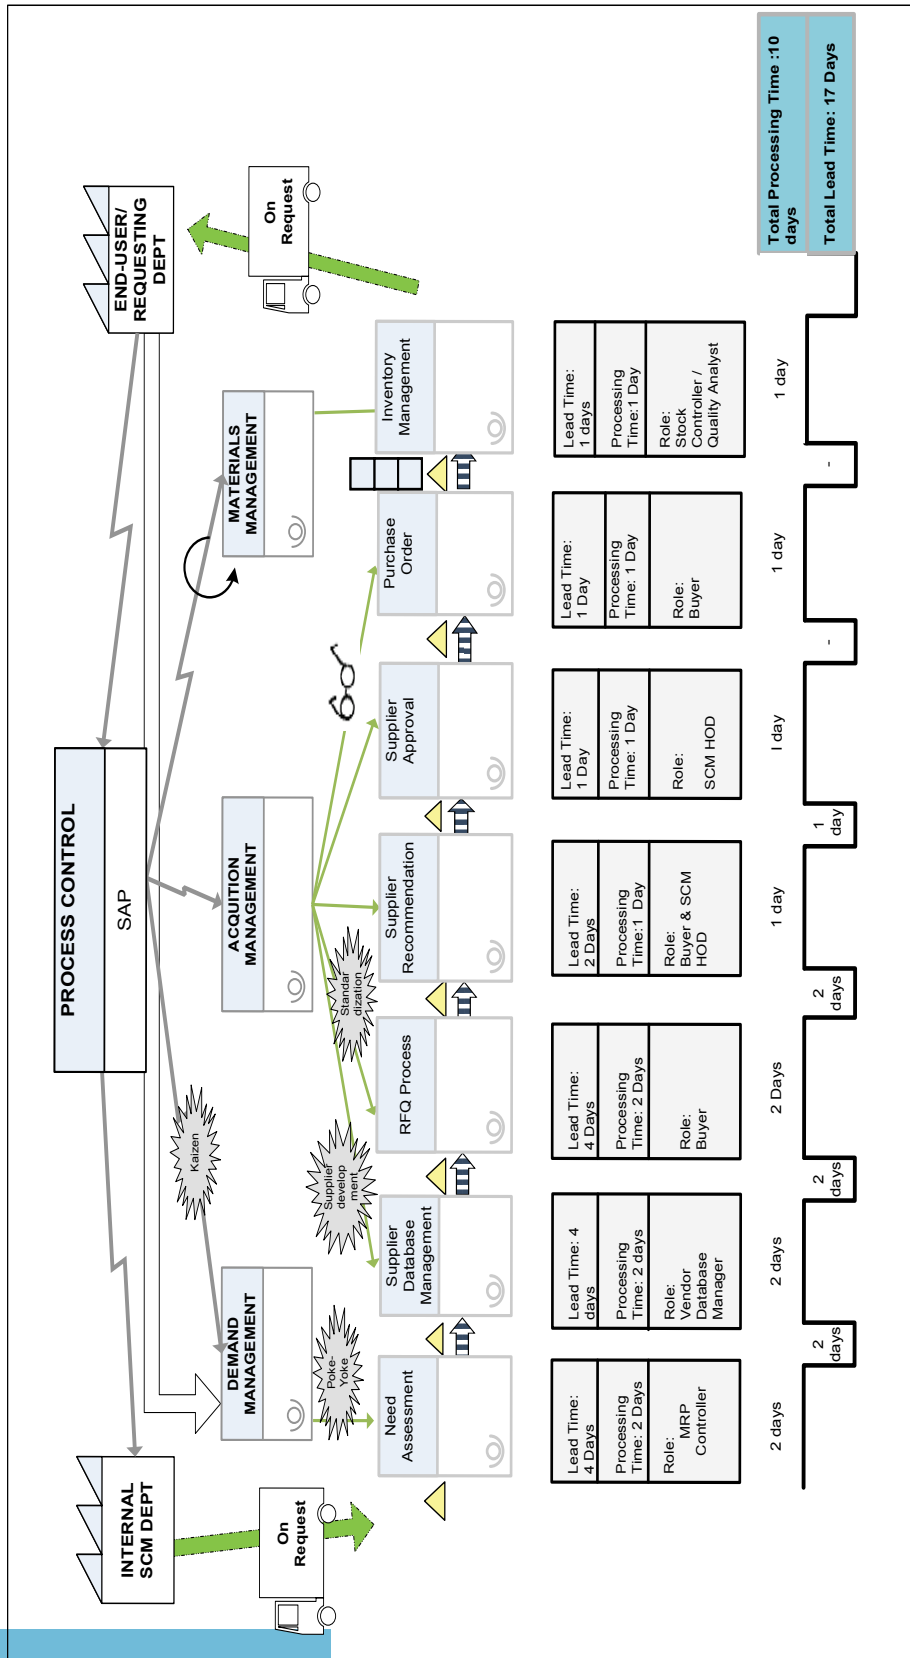 PROCESS CONTROL
SAP
INTERNAL
SCM DEPT
END-USER/
REQUESTING
DEPT
On
Request
On
Request
Kaizen
DEMAND
MANAGEMENT
ACQUITION
MANAGEMENT
MATERIALS
MANAGEMENT
Poke-
Yoke
Supplier
develop
ment
Standar
dization
Need
Assessment
Supplier
Database
Management
RFQ Process
Supplier
Recommendation
Supplier
Approval
Purchase
Order
Inventory
Management
Lead Time:
4 Days
Processing
Time: 2 Days
Role:
MRP
Controller
Lead Time: 4
days
Processing
Time: 2 days
Role:
Vendor
Database
Manager
Lead Time:
4 Days
Processing
Time: 2 Days
Role:
Buyer
Lead Time:
2 Days
Processing
Time:1 Day
Role:
Buyer & SCM
HOD
Lead Time:
1 Day
Processing
Time: 1 Day
Role:
SCM HOD
Lead Time:
1 Day
Processing
Time: 1 Day
Role:
Buyer
Lead Time:
1 days
Processing
Time:1 Day
Role:
Stock
Controller /
Quality Analyst
2 days
2
days
2 days
2
days
2 Days
2
days
1 day
1
day
I day
-
1 day
-
1 day
Total Processing Time :10
days
Total Lead Time: 17 Days